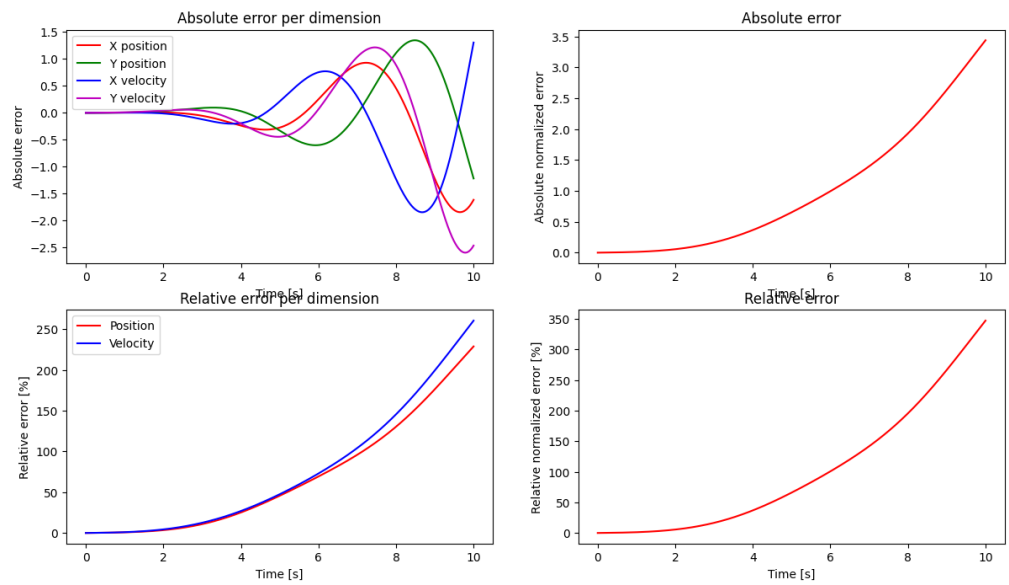 Absolute error per dimension
Absolute error
1.5
1.0
0.5
0.0
−0.5
−1.0
−1.5
−2.0
−2.5
X position
Y position
X velocity
Y velocity
0 2 4 6 8 10
Time [s]
Absolute error
Absolute normalized error
3.5
3.0
2.5
2.0
1.5
1.0
0.5
0.0
0 2 4 6 8 10
Time [s]
Relative error per dimension
Relative error [%]
250
200
150
100
50
0
Position
Velocity
0 2 4 6 8 10
Time [s]
Relative error
Relative normalized error [%]
350
300
250
200
150
100
50
0
0 2 4 6 8 10
Time [s]